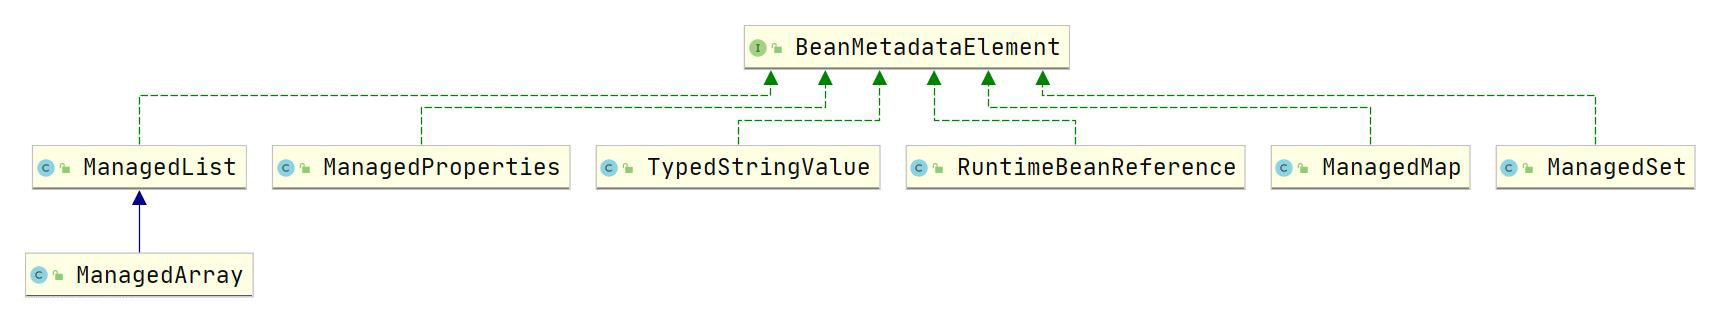 I BeanMetadataElement
C ManagedList
C ManagedProperties
C TypedStringValue
C RuntimeBeanReference
C ManagedMap
C ManagedSet
C ManagedArray